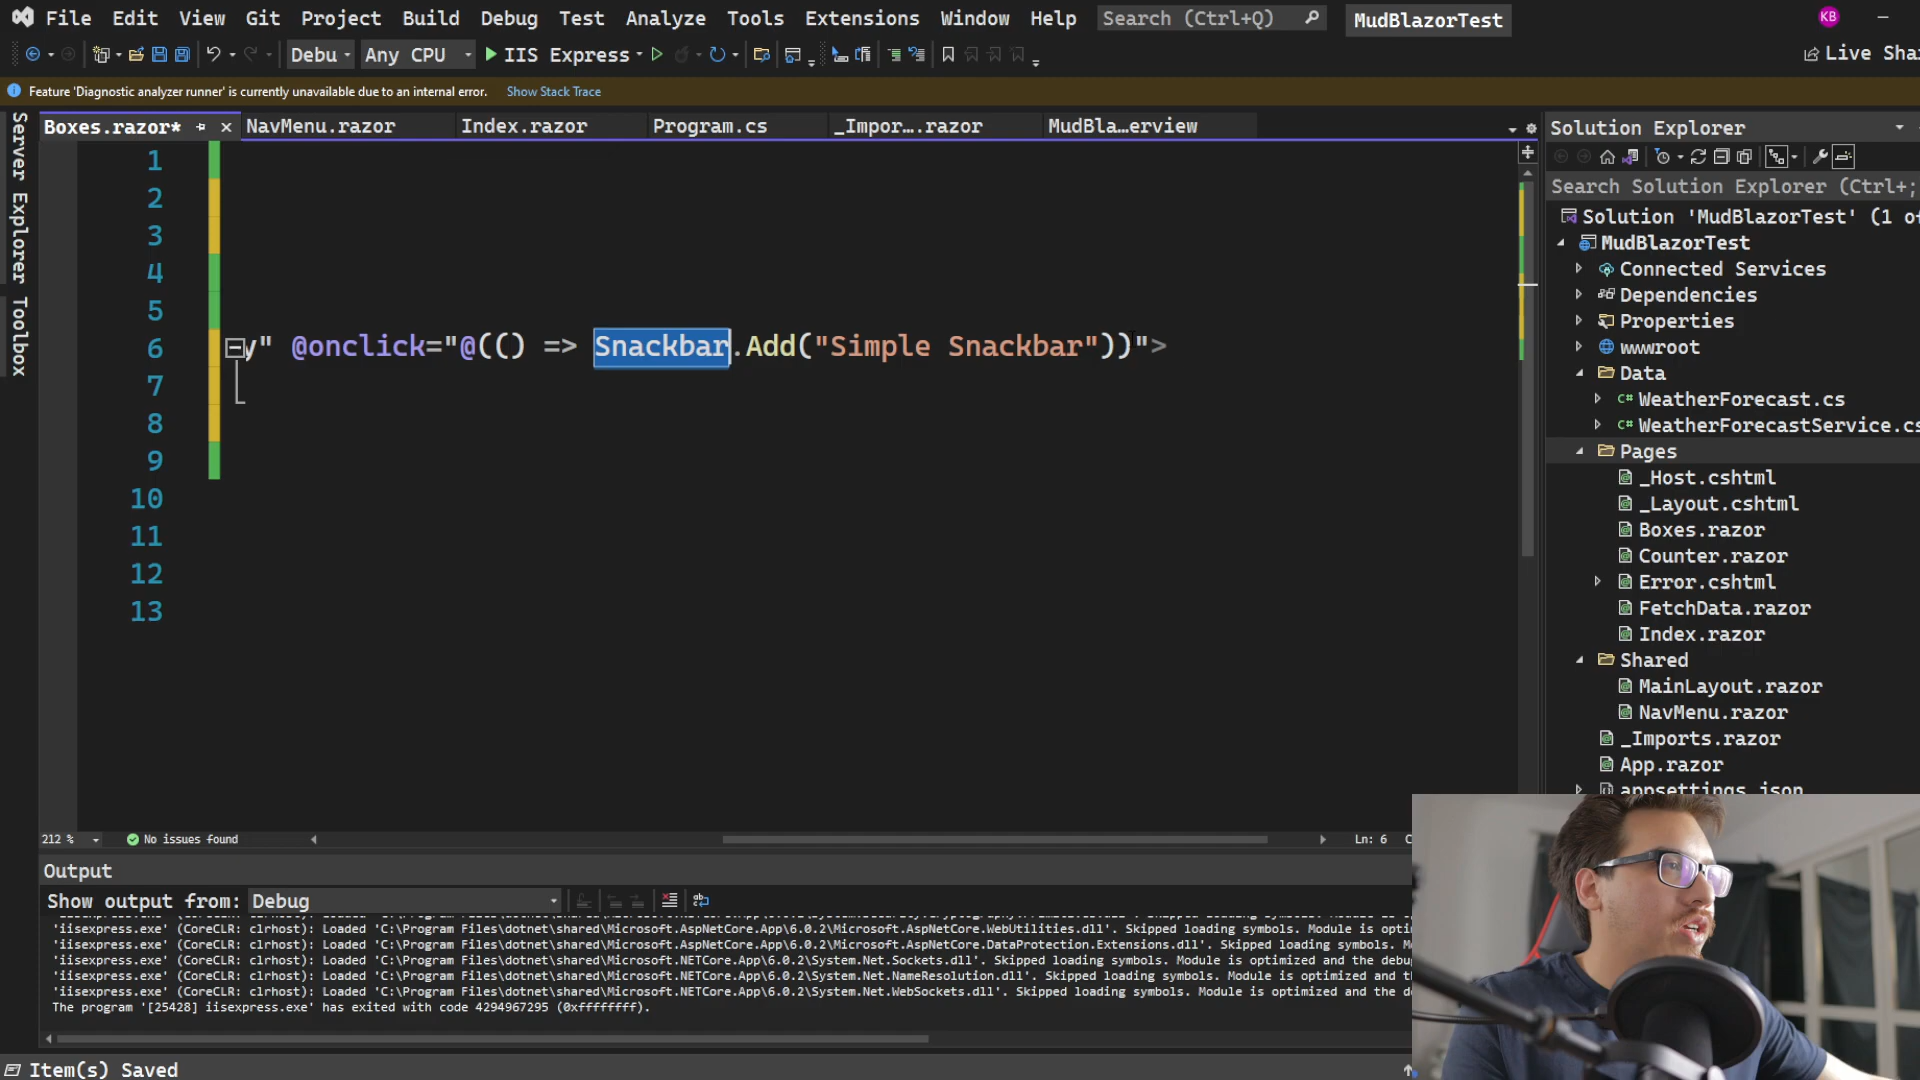 File Edit View Git Project Build Debug Test Analyze Tools Extensions Window Help Search (Ctrl+Q) MudBlazorTest KB
Debu Any CPU IIS Express Live Sha
Feature 'Diagnostic analyzer runner' is currently unavailable due to an internal error. Show Stack Trace
Server Explorer
Toolbox
Boxes.razor* NavMenu.razor Index.razor Program.cs _Impor….razor MudBla…erview
1
2
3
4
5
6 y" @onclick="@(() => Snackbar.Add("Simple Snackbar"))">
7
8
9
10
11
12
13
212 % No issues found Ln: 6 C
Solution Explorer
Search Solution Explorer (Ctrl+;
Solution 'MudBlazorTest' (1 of
MudBlazorTest
Connected Services
Dependencies
Properties
wwwroot
Data
C# WeatherForecast.cs
C# WeatherForecastService.cs
Pages
_Host.cshtml
_Layout.cshtml
Boxes.razor
Counter.razor
Error.cshtml
FetchData.razor
Index.razor
Shared
MainLayout.razor
NavMenu.razor
_Imports.razor
App.razor
appsettings.json
Output
Show output from: Debug
'iisexpress.exe' (CoreCLR: clrhost): Loaded 'C:\Program Files\dotnet\shared\Microsoft.AspNetCore.App\6.0.2\Microsoft.AspNetCore.WebUtilities.dll'. Skipped loading symbols. Module is opti
'iisexpress.exe' (CoreCLR: clrhost): Loaded 'C:\Program Files\dotnet\shared\Microsoft.AspNetCore.App\6.0.2\Microsoft.AspNetCore.DataProtection.Extensions.dll'. Skipped loading symbols. M
'iisexpress.exe' (CoreCLR: clrhost): Loaded 'C:\Program Files\dotnet\shared\Microsoft.NETCore.App\6.0.2\System.Net.Sockets.dll'. Skipped loading symbols. Module is optimized and the debug
'iisexpress.exe' (CoreCLR: clrhost): Loaded 'C:\Program Files\dotnet\shared\Microsoft.NETCore.App\6.0.2\System.Net.NameResolution.dll'. Skipped loading symbols. Module is optimized and t
'iisexpress.exe' (CoreCLR: clrhost): Loaded 'C:\Program Files\dotnet\shared\Microsoft.NETCore.App\6.0.2\System.Net.WebSockets.dll'. Skipped loading symbols. Module is optimized and the d
The program '[25428] iisexpress.exe' has exited with code 4294967295 (0xffffffff).
Item(s) Saved